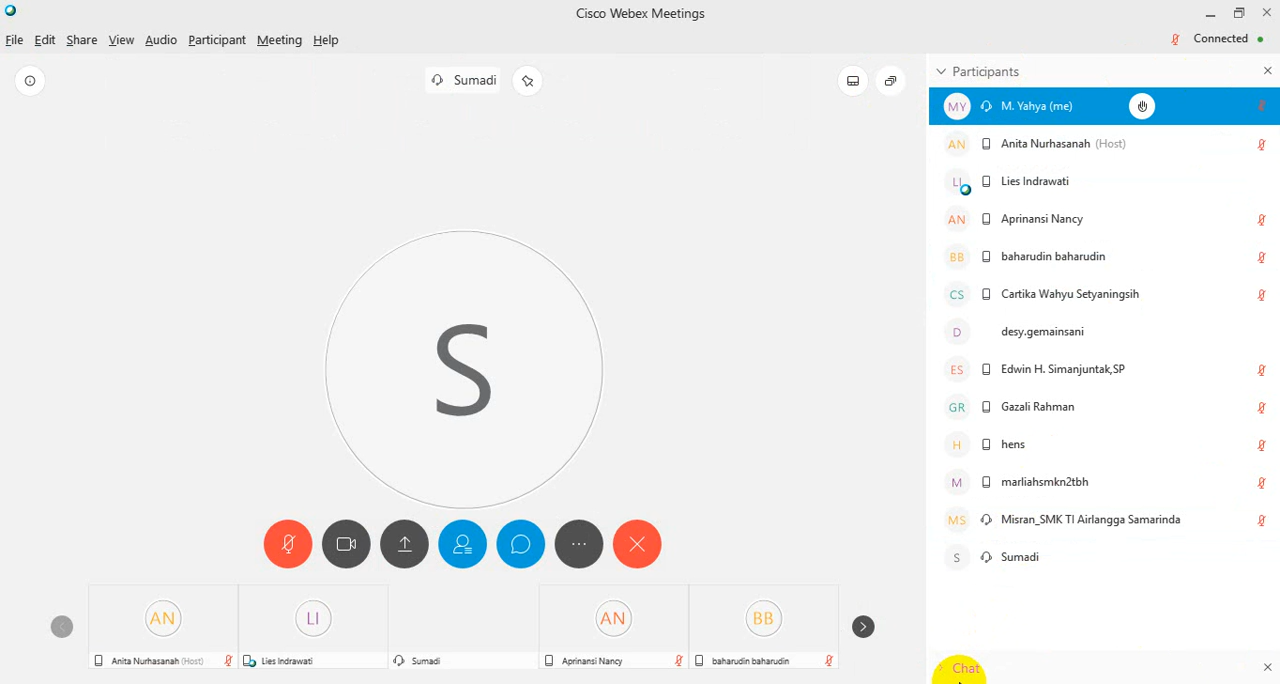 Cisco Webex Meetings
File Edit Share View Audio Participant Meeting Help
Connected
Sumadi
S
AN
Anita Nurhasanah (Host)
LI
Lies Indrawati
Sumadi
AN
Aprinansi Nancy
BB
baharudin baharudin
Participants
MY M. Yahya (me)
AN Anita Nurhasanah (Host)
LI Lies Indrawati
AN Aprinansi Nancy
BB baharudin baharudin
CS Cartika Wahyu Setyaningsih
D desy.gemainsani
ES Edwin H. Simanjuntak,SP
GR Gazali Rahman
H hens
M marliahsmkn2tbh
MS Misran_SMK TI Airlangga Samarinda
S Sumadi
Chat